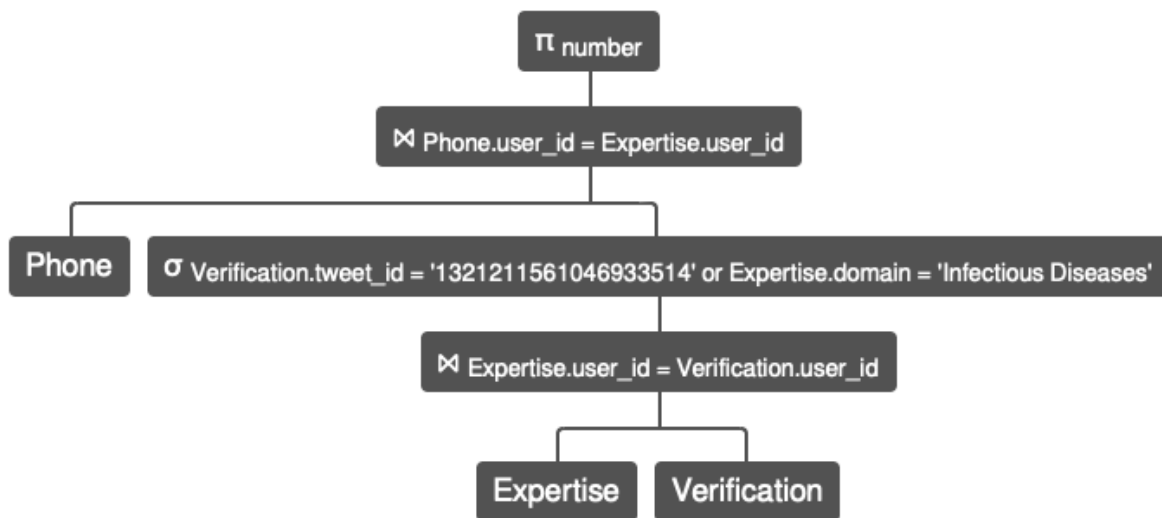 π number
⋈ Phone.user_id = Expertise.user_id
Phone
σ Verification.tweet_id = '1321211561046933514' or Expertise.domain = 'Infectious Diseases'
⋈ Expertise.user_id = Verification.user_id
Expertise
Verification